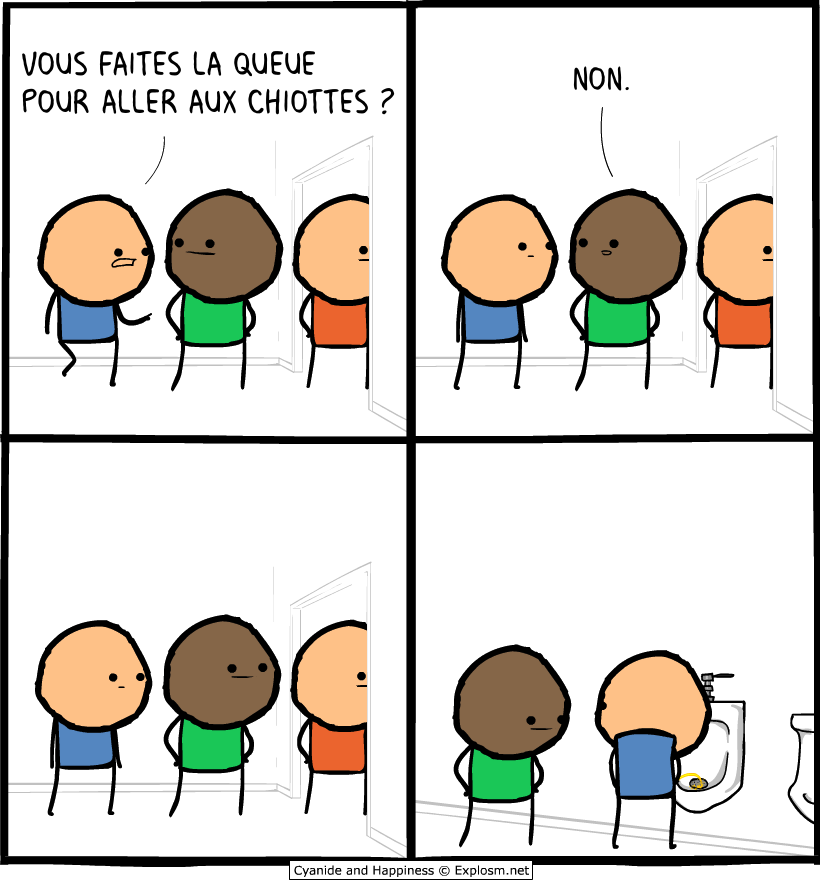 VOUS FAITES LA QUEUE
POUR ALLER AUX CHIOTTES ?
NON.
Cyanide and Happiness © Explosm.net